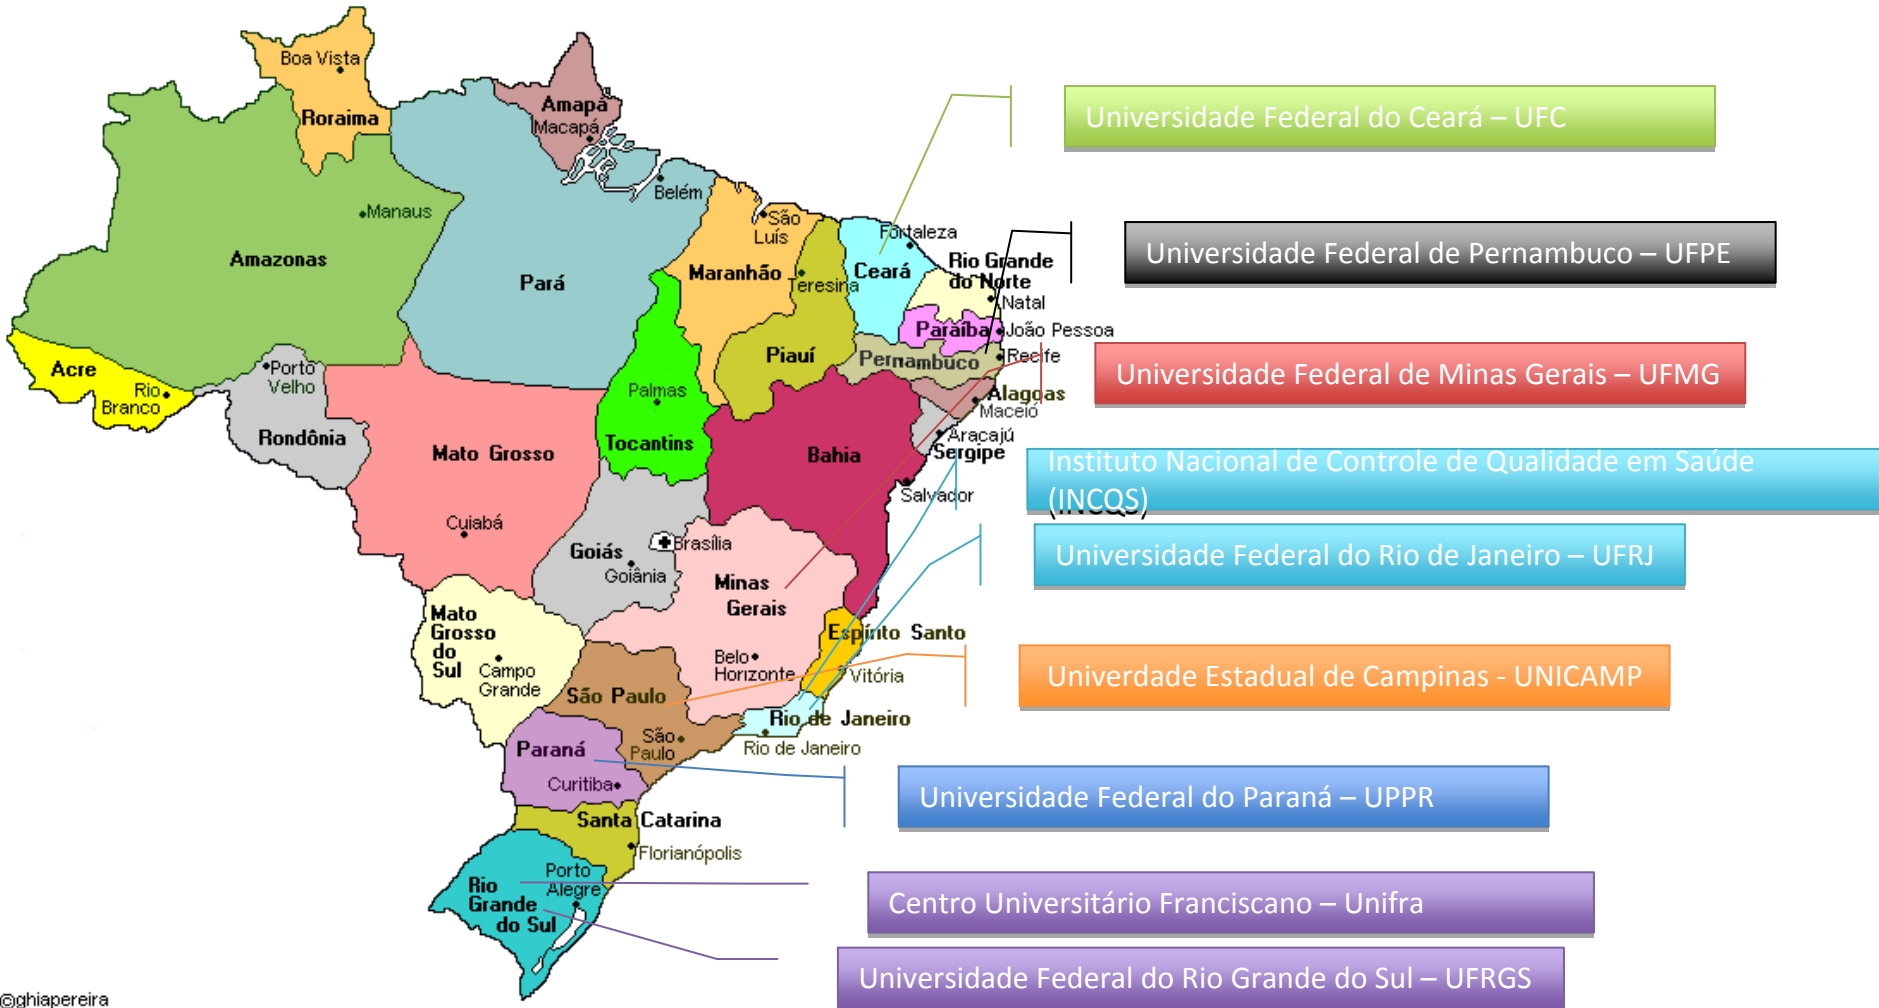 Boa Vista
Roraima
Amapá
Macapá
Belém
Manaus
Amazonas
Pará
São
Luís
Maranhão
Teresina
Piauí
Fortaleza
Ceará
Rio Grande
do Norte
Natal
Paraíba
João Pessoa
Pernambuco
Recife
Alagoas
Maceió
Aracajú
Sergipe
Acre
Rio
Branco
Porto
Velho
Rondônia
Mato Grosso
Cuiabá
Palmas
Tocantins
Bahia
Salvador
Goiás
Brasília
Goiânia
Minas
Gerais
Belo
Horizonte
Espírito Santo
Vitória
Mato
Grosso
do
Sul
Campo
Grande
São Paulo
São
Paulo
Rio de Janeiro
Rio de Janeiro
Paraná
Curitiba
Santa Catarina
Florianópolis
Porto
Alegre
Rio
Grande
do Sul
Universidade Federal do Ceará – UFC
Universidade Federal de Pernambuco – UFPE
Universidade Federal de Minas Gerais – UFMG
Instituto Nacional de Controle de Qualidade em Saúde
(INCQS)
Universidade Federal do Rio de Janeiro – UFRJ
Univerdade Estadual de Campinas - UNICAMP
Universidade Federal do Paraná – UPPR
Centro Universitário Franciscano – Unifra
Universidade Federal do Rio Grande do Sul – UFRGS
©ghiapereira